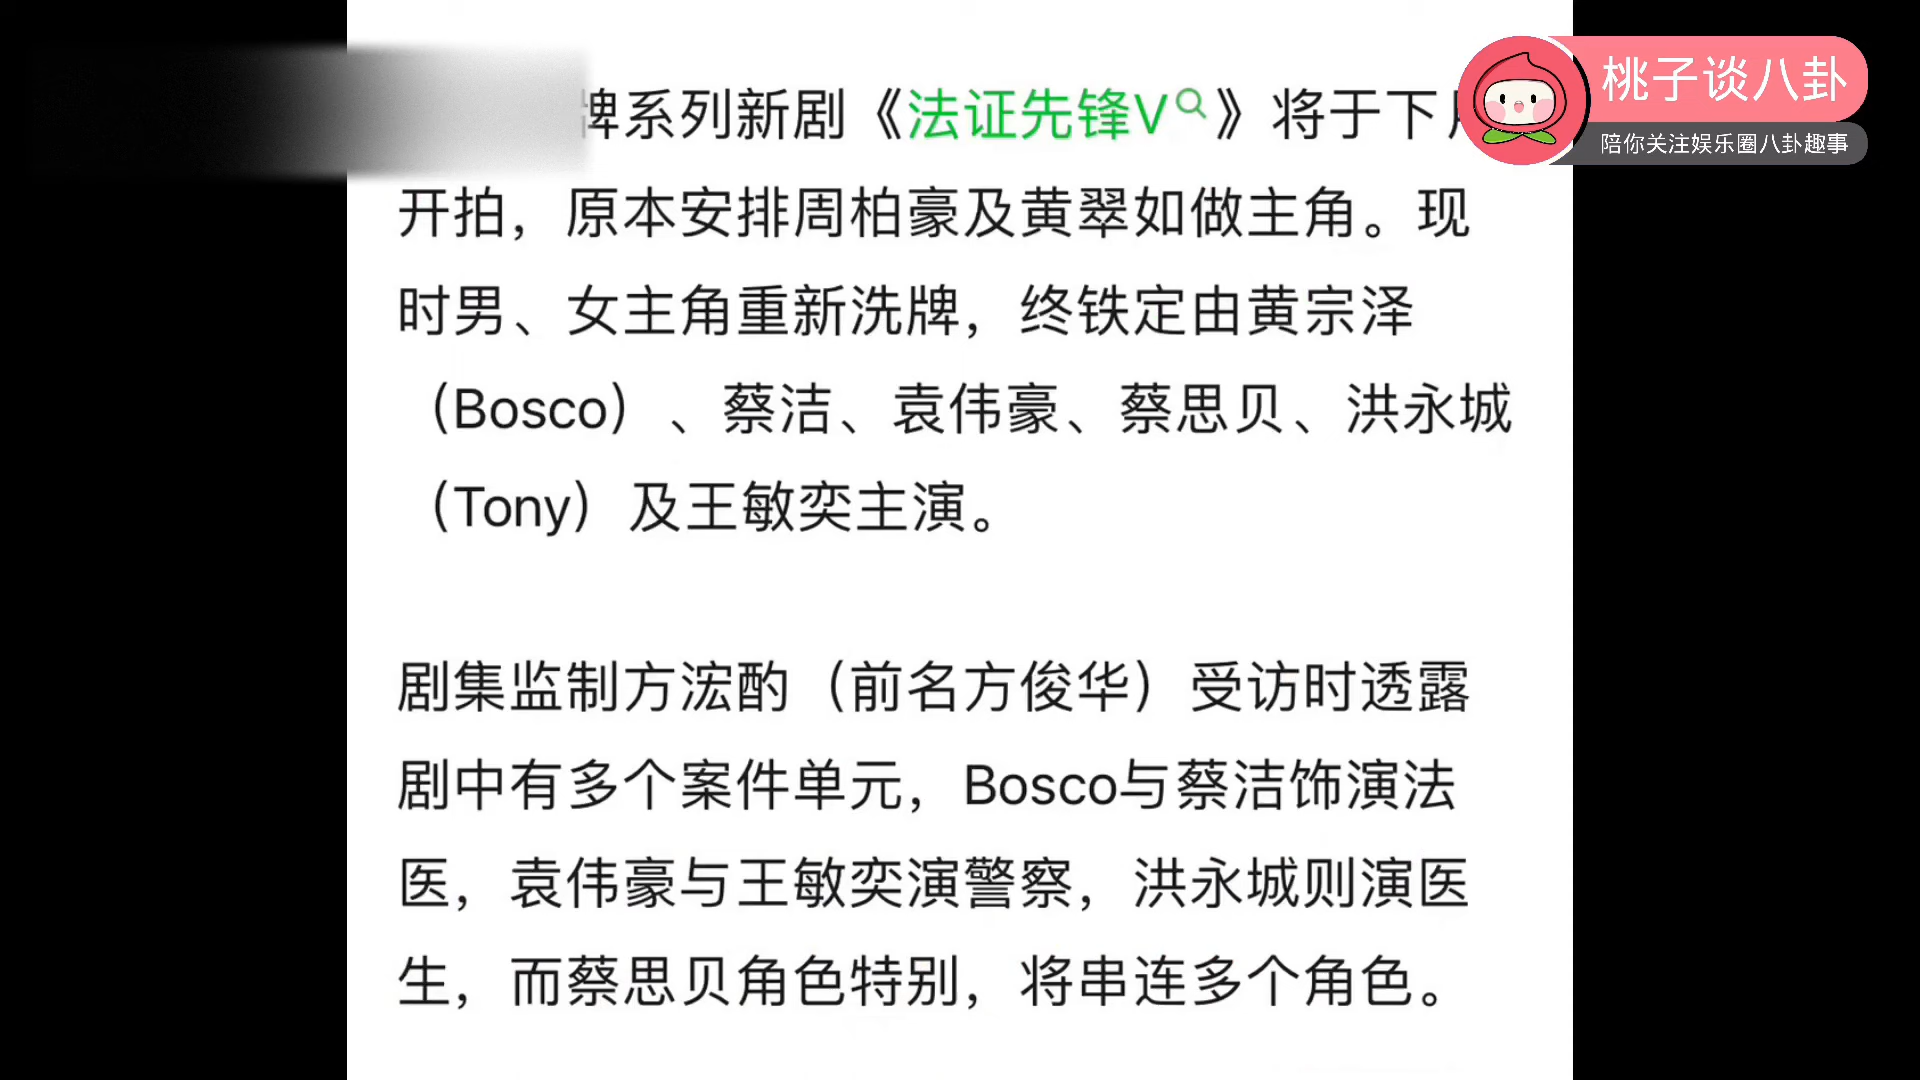 牌系列新剧《法证先锋V》将于下月
开拍，原本安排周柏豪及黄翠如做主角。现
时男、女主角重新洗牌，终铁定由黄宗泽
（Bosco）、蔡洁、袁伟豪、蔡思贝、洪永城
（Tony）及王敏奕主演。
剧集监制方浤酌（前名方俊华）受访时透露
剧中有多个案件单元，Bosco与蔡洁饰演法
医，袁伟豪与王敏奕演警察，洪永城则演医
生，而蔡思贝角色特别，将串连多个角色。
桃子谈八卦
陪你关注娱乐圈八卦趣事